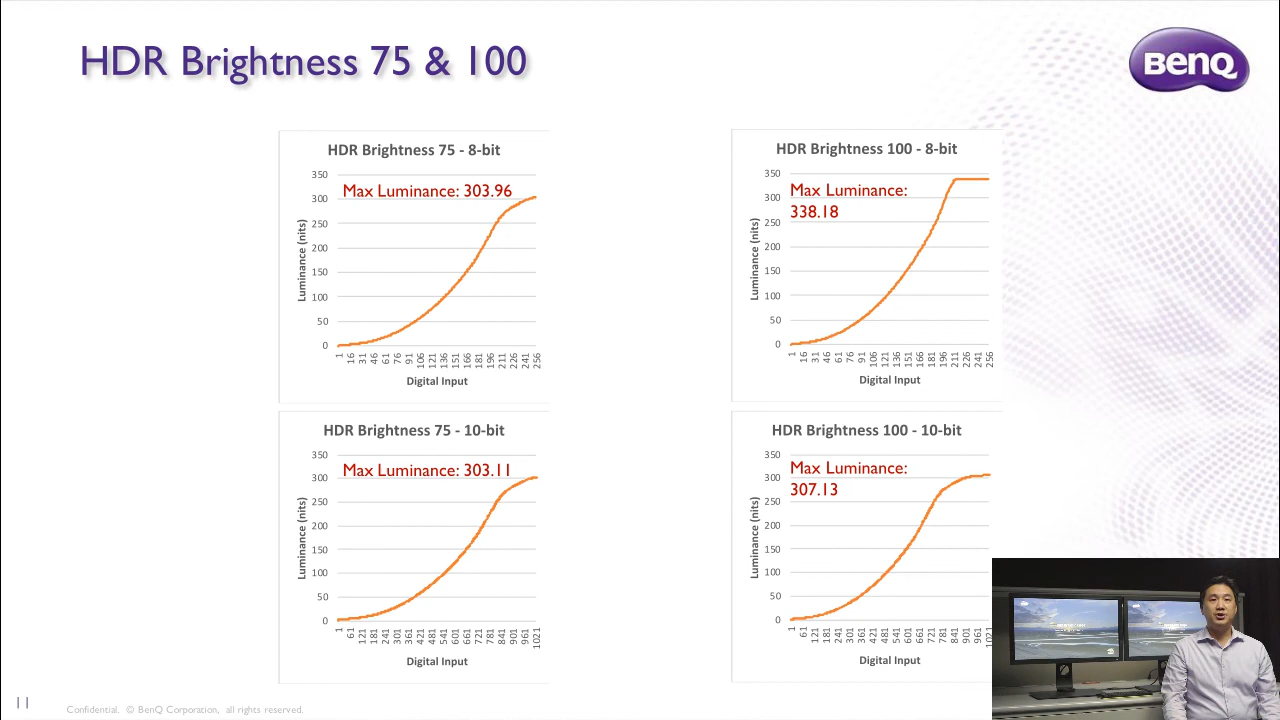 HDR Brightness 75 & 100
BenQ
HDR Brightness 75 - 8-bit
Max Luminance: 303.96
350
300
250
200
150
100
50
0
Luminance (nits)
1 16 31 46 61 76 91 106 121 136 151 166 181 196 211 226 241 256
Digital Input
HDR Brightness 100 - 8-bit
Max Luminance:
338.18
350
300
250
200
150
100
50
0
Luminance (nits)
1 16 31 46 61 76 91 106 121 136 151 166 181 196 211 226 241 256
Digital Input
HDR Brightness 75 - 10-bit
Max Luminance: 303.11
350
300
250
200
150
100
50
0
Luminance (nits)
1 61 121 181 241 301 361 421 481 541 601 661 721 781 841 901 961 1021
Digital Input
HDR Brightness 100 - 10-bit
Max Luminance:
307.13
350
300
250
200
150
100
50
0
Luminance (nits)
1 61 121 181 241 301 361 421 481 541 601 661 721 781 841 901 961 1021
Digital Input
11
Confidential. © BenQ Corporation, all rights reserved.